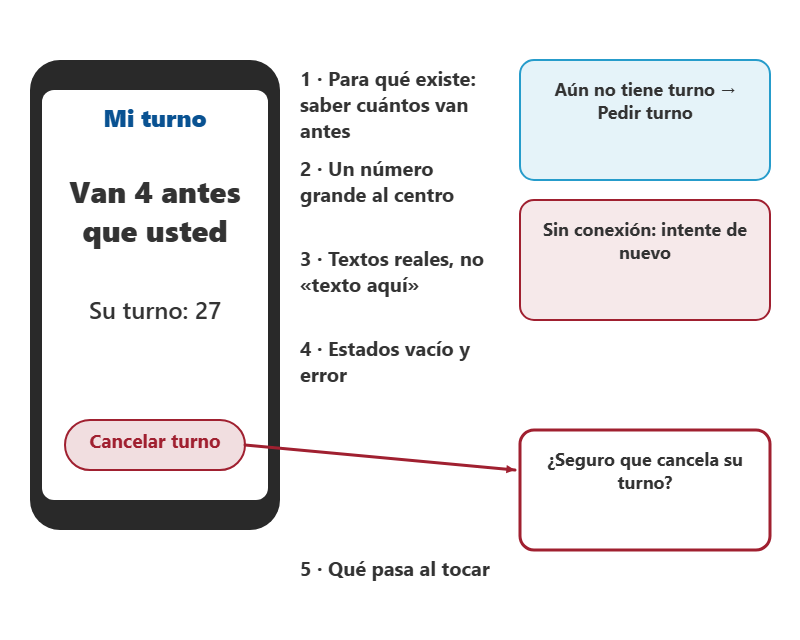 Mi turno
Van 4 antes
que usted
Su turno: 27
Cancelar turno
1 · Para qué existe:
saber cuántos van
antes
2 · Un número
grande al centro
3 · Textos reales, no
«texto aquí»
4 · Estados vacío y
error
5 · Qué pasa al tocar
Aún no tiene turno →
Pedir turno
Sin conexión: intente de
nuevo
¿Seguro que cancela su
turno?